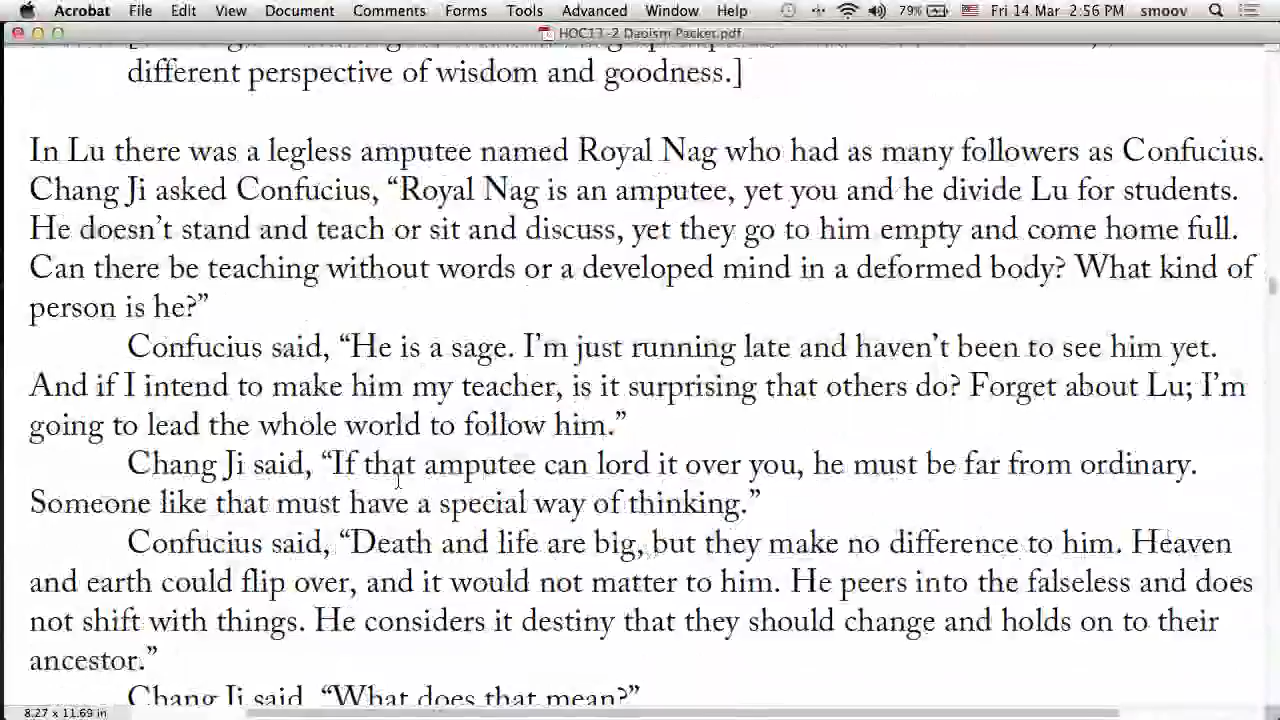 Acrobat File Edit View Document Comments Forms Tools Advanced Window Help 79% Fri 14 Mar 2:56 PM smoov
HOC13 -2 Daoism Packet.pdf
different perspective of wisdom and goodness.]
In Lu there was a legless amputee named Royal Nag who had as many followers as Confucius.
Chang Ji asked Confucius, “Royal Nag is an amputee, yet you and he divide Lu for students.
He doesn’t stand and teach or sit and discuss, yet they go to him empty and come home full.
Can there be teaching without words or a developed mind in a deformed body? What kind of
person is he?”
Confucius said, “He is a sage. I’m just running late and haven’t been to see him yet.
And if I intend to make him my teacher, is it surprising that others do? Forget about Lu; I’m
going to lead the whole world to follow him.”
Chang Ji said, “If that amputee can lord it over you, he must be far from ordinary.
Someone like that must have a special way of thinking.”
Confucius said, “Death and life are big, but they make no difference to him. Heaven
and earth could flip over, and it would not matter to him. He peers into the falseless and does
not shift with things. He considers it destiny that they should change and holds on to their
ancestor.”
Chang Ji said, “What does that mean?”
8.27 x 11.69 in